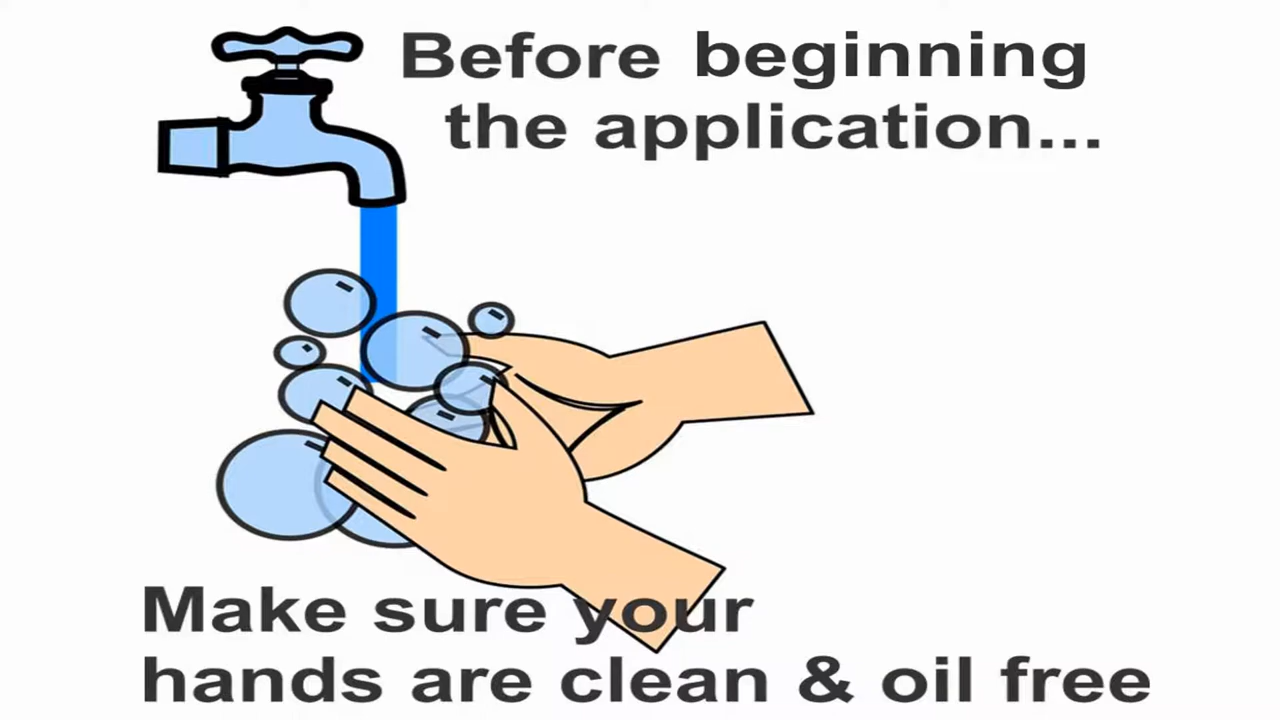 Before beginning
the application...
Make sure your
hands are clean & oil free